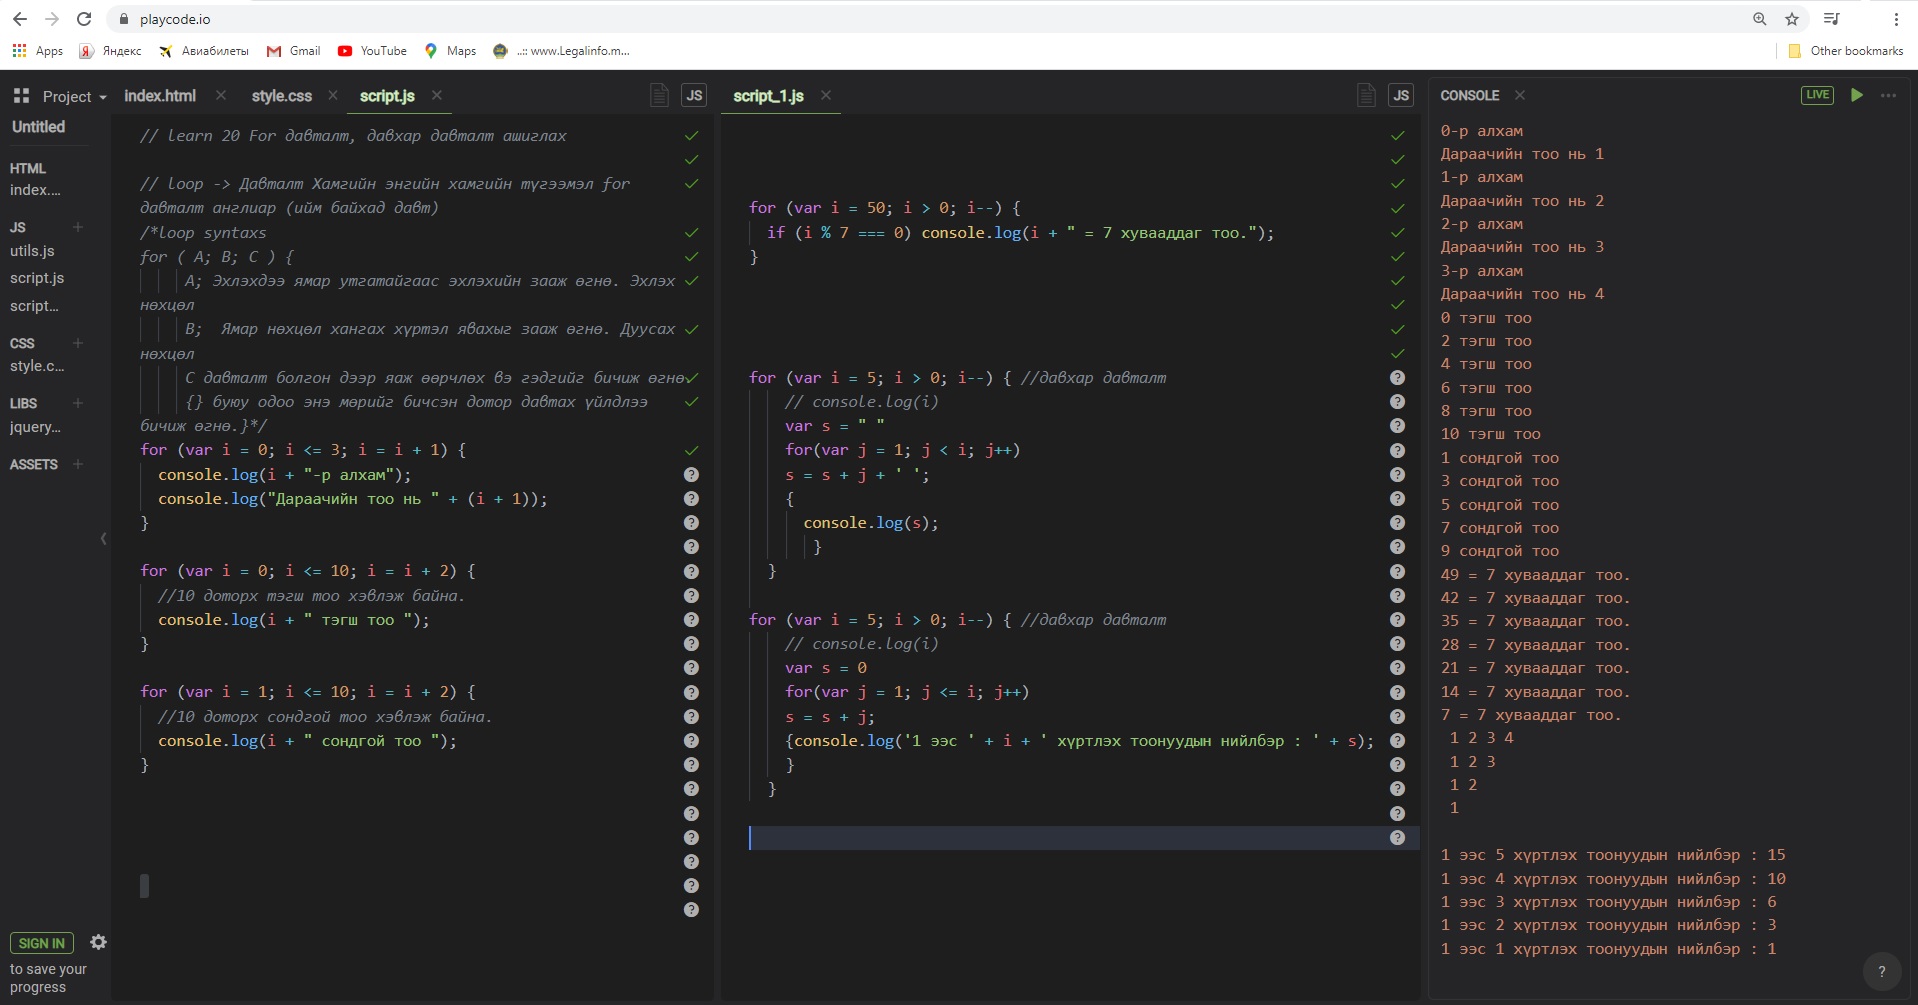 playcode.io
Apps
Яндекс
Авиабилеты
Gmail
YouTube
Maps
..:: www.Legalinfo.m...
Other bookmarks
Project
index.html
style.css
script.js
JS
script_1.js
JS
CONSOLE
LIVE
Untitled
HTML
index....
JS
utils.js
script.js
script...
CSS
style.c...
LIBS
jquery...
ASSETS
SIGN IN
to save your
progress
// learn 20 For давталт, давхар давталт ашиглах
// loop -> Давталт Хамгийн энгийн хамгийн түгээмэл for
давталт англиар (ийм байхад давт)
/*loop syntaxs
for ( A; B; C ) {
A; Эхлэхдээ ямар утгатайгаас эхлэхийн зааж өгнө. Эхлэх
нөхцөл
B;  Ямар нөхцөл хангах хүртэл явахыг зааж өгнө. Дуусах
нөхцөл
C давталт болгон дээр яаж өөрчлөх вэ гэдгийг бичиж өгнө.
{} буюу одоо энэ мөрийг бичсэн дотор давтах үйлдлээ
бичиж өгнө.}*/
for (var i = 0; i <= 3; i = i + 1) {
console.log(i + "-р алхам");
console.log("Дараачийн тоо нь " + (i + 1));
}
for (var i = 0; i <= 10; i = i + 2) {
//10 доторх тэгш тоо хэвлэж байна.
console.log(i + " тэгш тоо ");
}
for (var i = 1; i <= 10; i = i + 2) {
//10 доторх сондгой тоо хэвлэж байна.
console.log(i + " сондгой тоо ");
}
for (var i = 50; i > 0; i--) {
if (i % 7 === 0) console.log(i + " = 7 хувааддаг тоо.");
}
for (var i = 5; i > 0; i--) { //давхар давталт
// console.log(i)
var s = " "
for(var j = 1; j < i; j++)
s = s + j + ' ';
{
console.log(s);
}
}
for (var i = 5; i > 0; i--) { //давхар давталт
// console.log(i)
var s = 0
for(var j = 1; j <= i; j++)
s = s + j;
{console.log('1 ээс ' + i + ' хүртлэх тоонуудын нийлбэр : ' + s);
}
}
0-р алхам
Дараачийн тоо нь 1
1-р алхам
Дараачийн тоо нь 2
2-р алхам
Дараачийн тоо нь 3
3-р алхам
Дараачийн тоо нь 4
0 тэгш тоо
2 тэгш тоо
4 тэгш тоо
6 тэгш тоо
8 тэгш тоо
10 тэгш тоо
1 сондгой тоо
3 сондгой тоо
5 сондгой тоо
7 сондгой тоо
9 сондгой тоо
49 = 7 хувааддаг тоо.
42 = 7 хувааддаг тоо.
35 = 7 хувааддаг тоо.
28 = 7 хувааддаг тоо.
21 = 7 хувааддаг тоо.
14 = 7 хувааддаг тоо.
7 = 7 хувааддаг тоо.
1 2 3 4
1 2 3
1 2
1
1 ээс 5 хүртлэх тоонуудын нийлбэр : 15
1 ээс 4 хүртлэх тоонуудын нийлбэр : 10
1 ээс 3 хүртлэх тоонуудын нийлбэр : 6
1 ээс 2 хүртлэх тоонуудын нийлбэр : 3
1 ээс 1 хүртлэх тоонуудын нийлбэр : 1
?